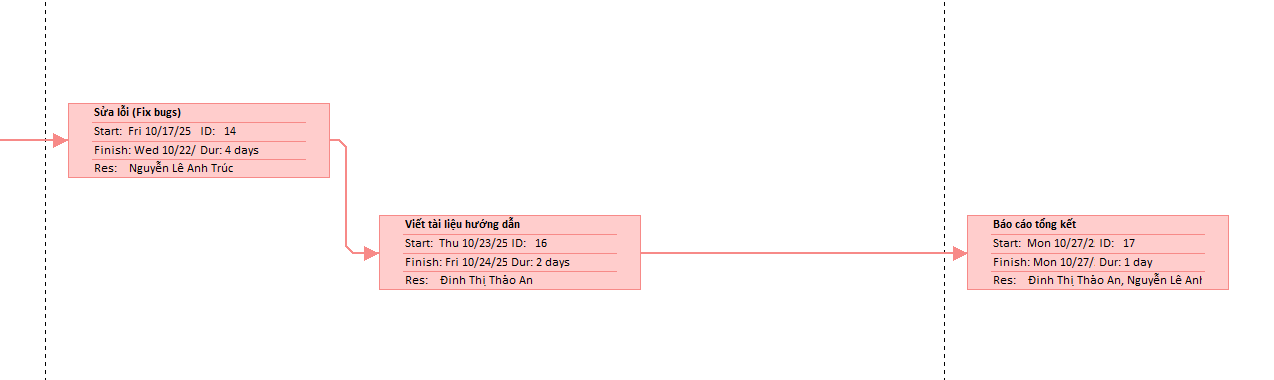 Sửa lỗi (Fix bugs)
Start: Fri 10/17/25 ID: 14
Finish: Wed 10/22/ Dur: 4 days
Res: Nguyễn Lê Anh Trúc
Viết tài liệu hướng dẫn
Start: Thu 10/23/25 ID: 16
Finish: Fri 10/24/25 Dur: 2 days
Res: Đinh Thị Thảo An
Báo cáo tổng kết
Start: Mon 10/27/2 ID: 17
Finish: Mon 10/27/ Dur: 1 day
Res: Đinh Thị Thảo An, Nguyễn Lê Anh